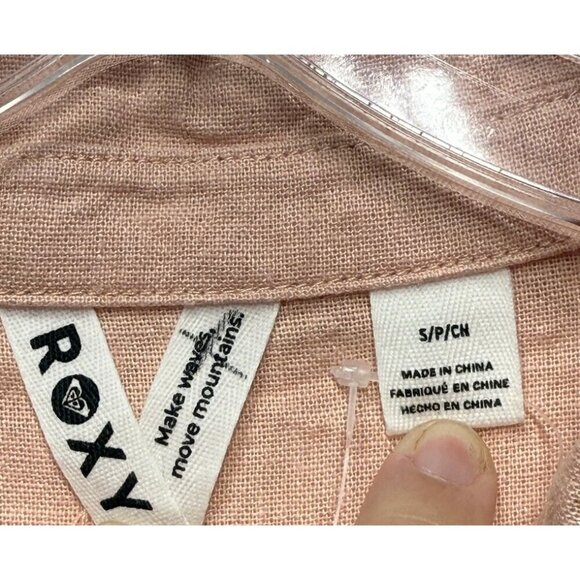 ROXY
Make waves,
move mountains.
S/P/CH
MADE IN CHINA
FABRIQUÉ EN CHINE
HECHO EN CHINA